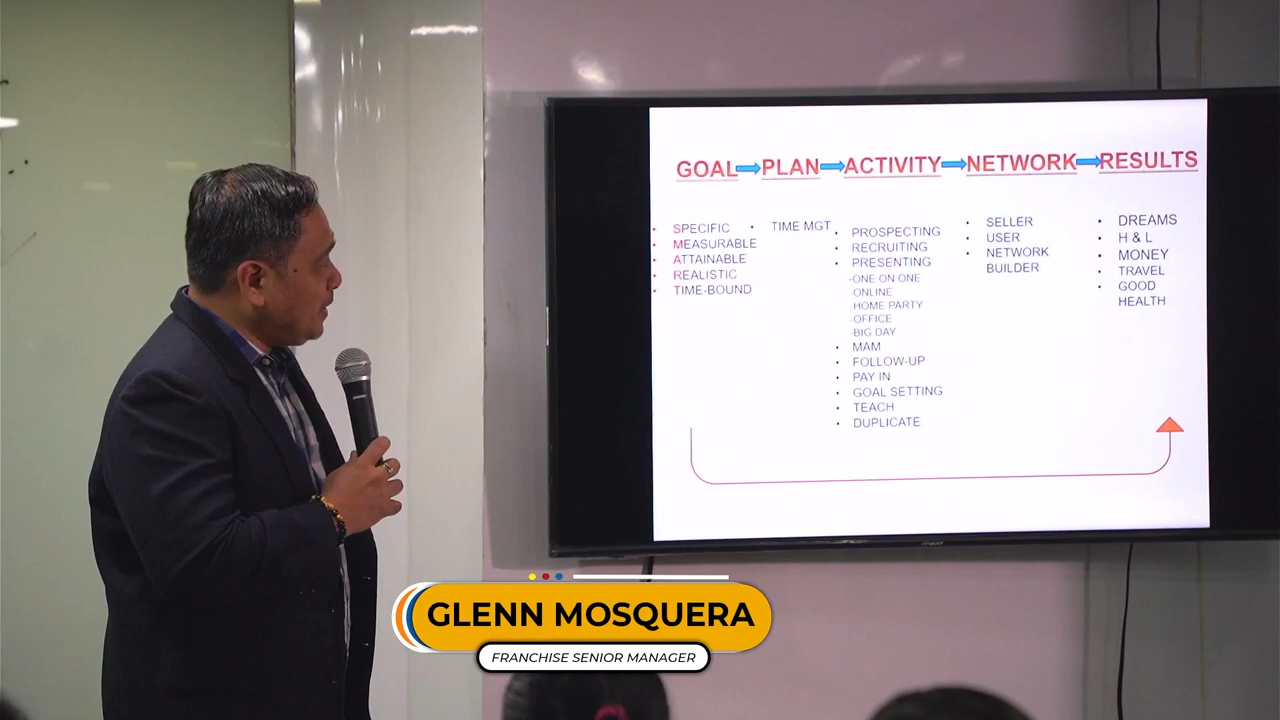 GOAL PLAN ACTIVITY NETWORK RESULTS
• SPECIFIC
• MEASURABLE
• ATTAINABLE
• REALISTIC
• TIME-BOUND
• TIME MGT
• PROSPECTING
• RECRUITING
• PRESENTING
-ONE ON ONE
-ONLINE
-HOME PARTY
-OFFICE
-BIG DAY
• MAM
• FOLLOW-UP
• PAY IN
• GOAL SETTING
• TEACH
• DUPLICATE
• SELLER
• USER
• NETWORK
BUILDER
• DREAMS
• H & L
• MONEY
• TRAVEL
• GOOD
HEALTH
GLENN MOSQUERA
FRANCHISE SENIOR MANAGER